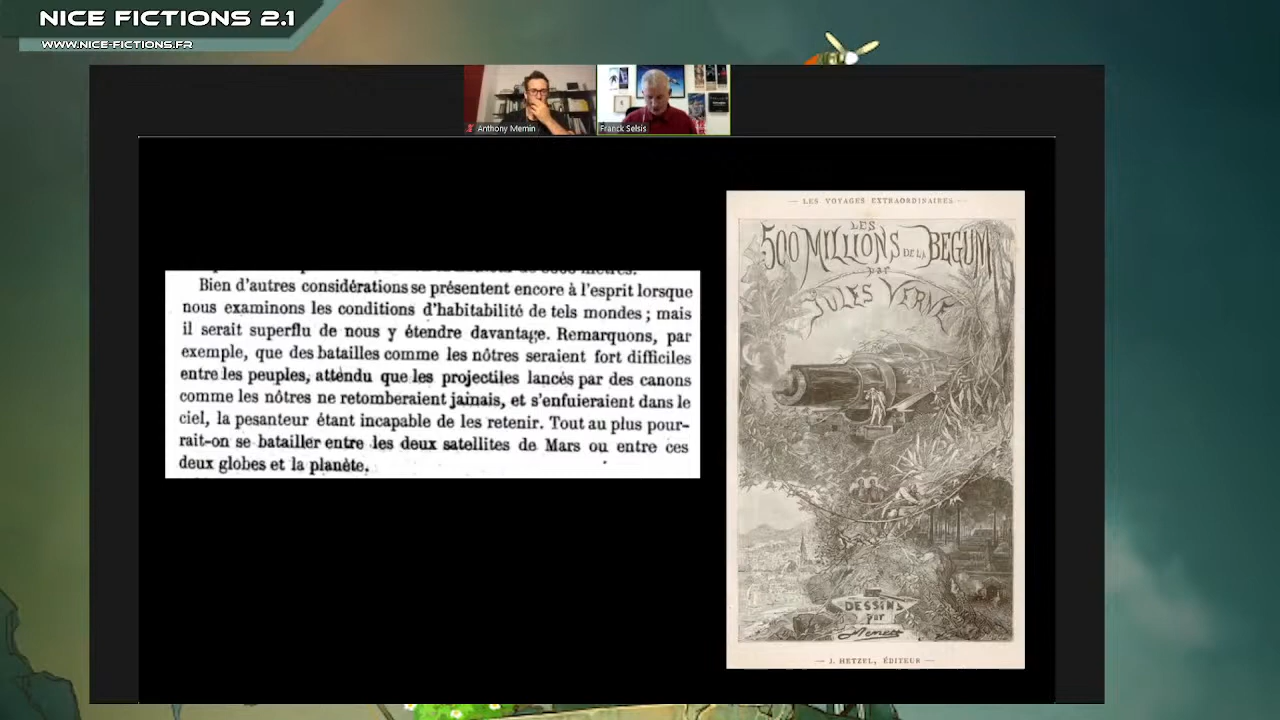 NICE FICTIONS 2.1
WWW.NICE-FICTIONS.FR
Anthony Memin
Franck Selsis
metres.
Bien d'autres considérations se présentent encore à l'esprit lorsque
nous examinons les conditions d'habitabilité de tels mondes ; mais
il serait superflu de nous y étendre davantage. Remarquons, par
exemple, que des batailles comme les nôtres seraient fort difficiles
entre les peuples, attendu que les projectiles lancés par des canons
comme les nôtres ne retomberaient jamais, et s'enfuieraient dans le
ciel, la pesanteur étant incapable de les retenir. Tout au plus pour-
rait-on se batailler entre les deux satellites de Mars ou entre ces
deux globes et la planète.
— LES VOYAGES EXTRAORDINAIRES —
LES
500 MILLIONS DE LA BEGUM
par
JULES VERNE
DESSINS
par
— J. HETZEL, ÉDITEUR —